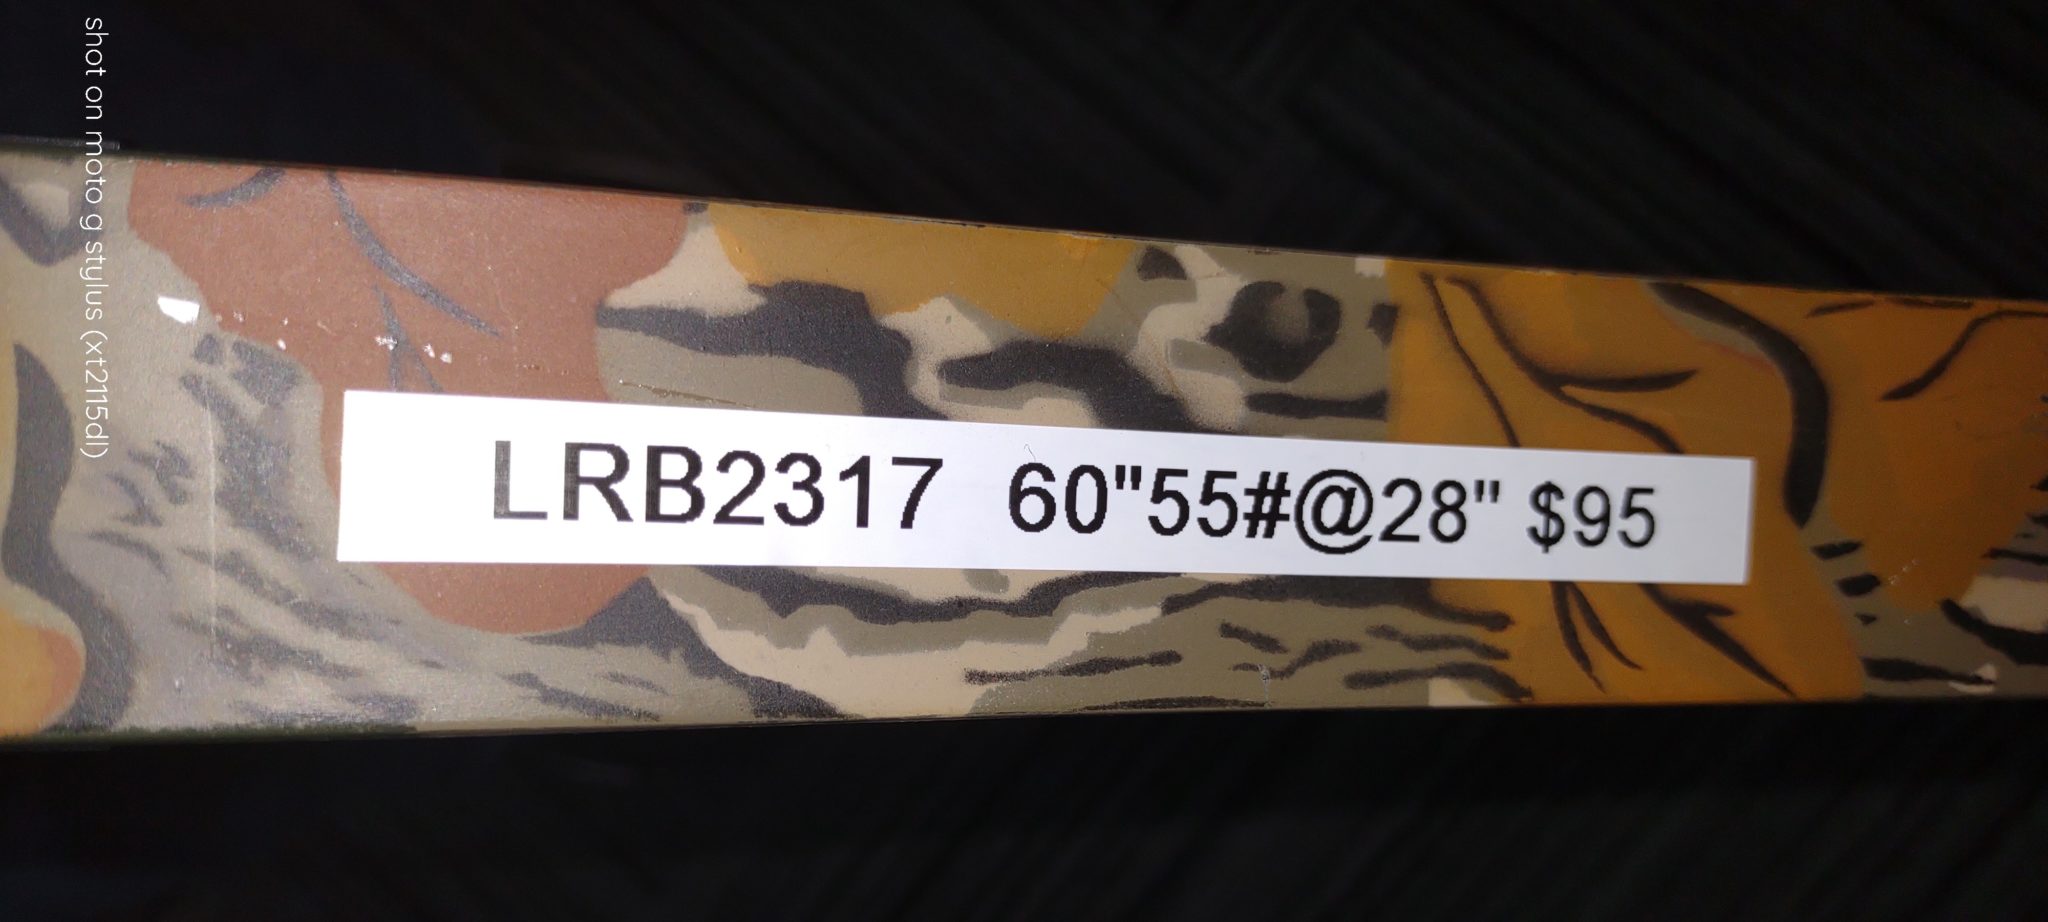 shot on moto g stylus (xt2115dl)
LRB2317 60"55#@28" $95